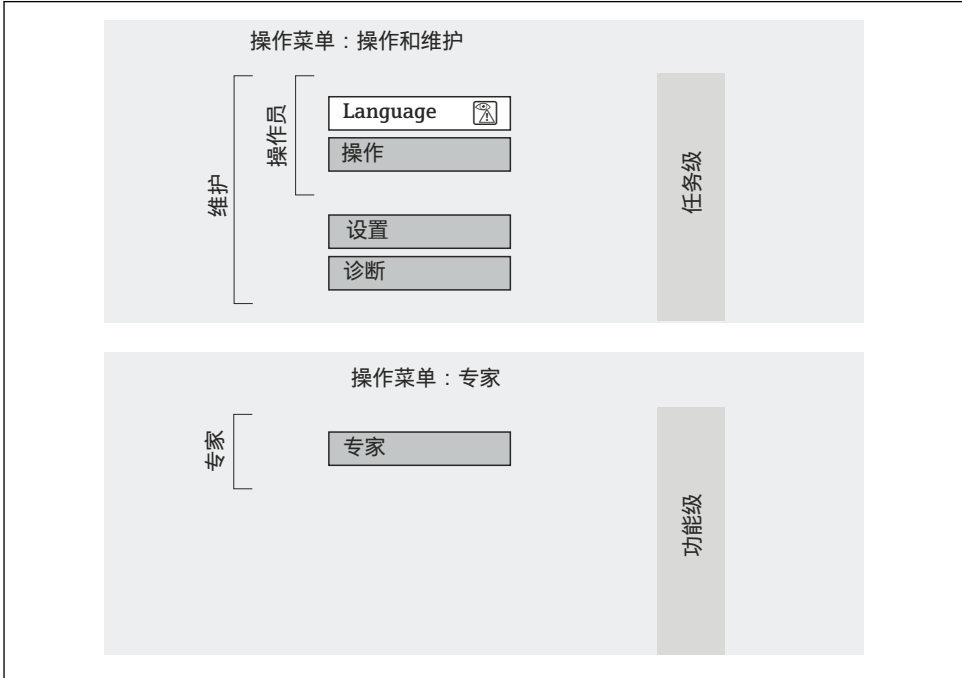 操作菜单：操作和维护
维护
操作员
Language
操作
设置
诊断
任务级
操作菜单：专家
专家
专家
功能级